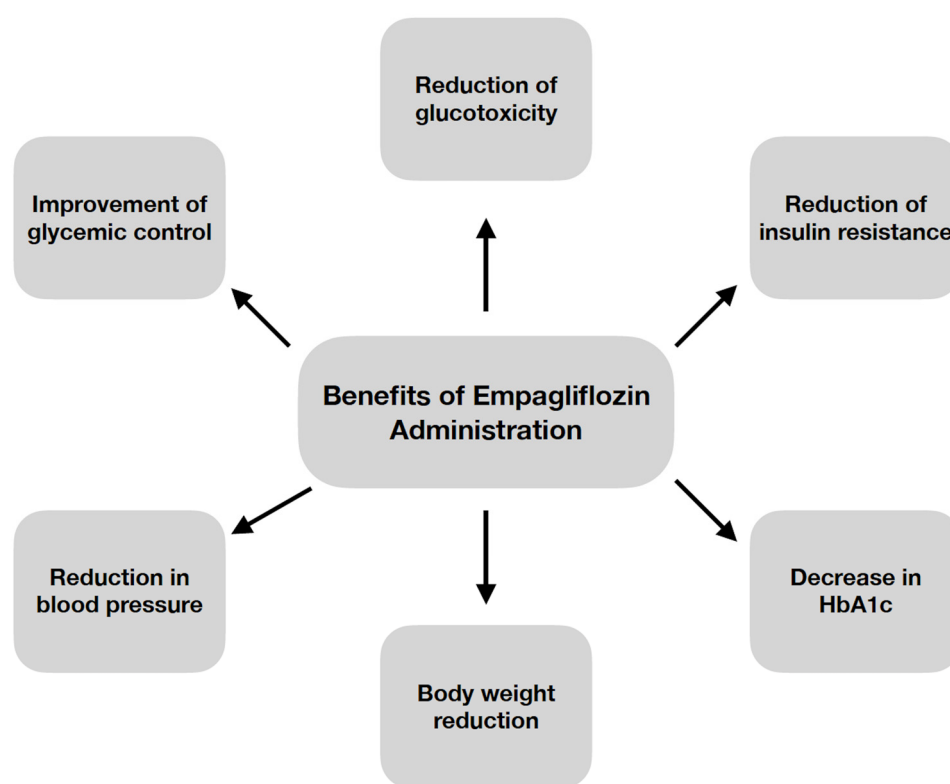 Reduction of
glucotoxicity
Improvement of
glycemic control
Reduction of
insulin resistance
Benefits of Empagliflozin
Administration
Reduction in
blood pressure
Decrease in
HbA1c
Body weight
reduction